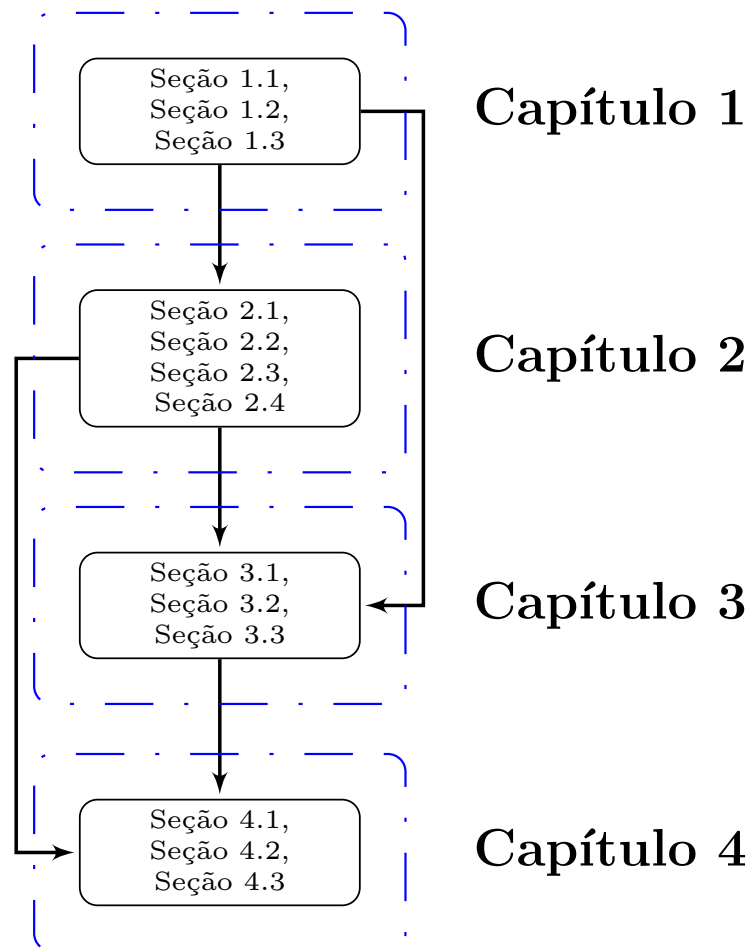 Seção 1.1,
Seção 1.2,
Seção 1.3
Capítulo 1
Seção 2.1,
Seção 2.2,
Seção 2.3,
Seção 2.4
Capítulo 2
Seção 3.1,
Seção 3.2,
Seção 3.3
Capítulo 3
Seção 4.1,
Seção 4.2,
Seção 4.3
Capítulo 4